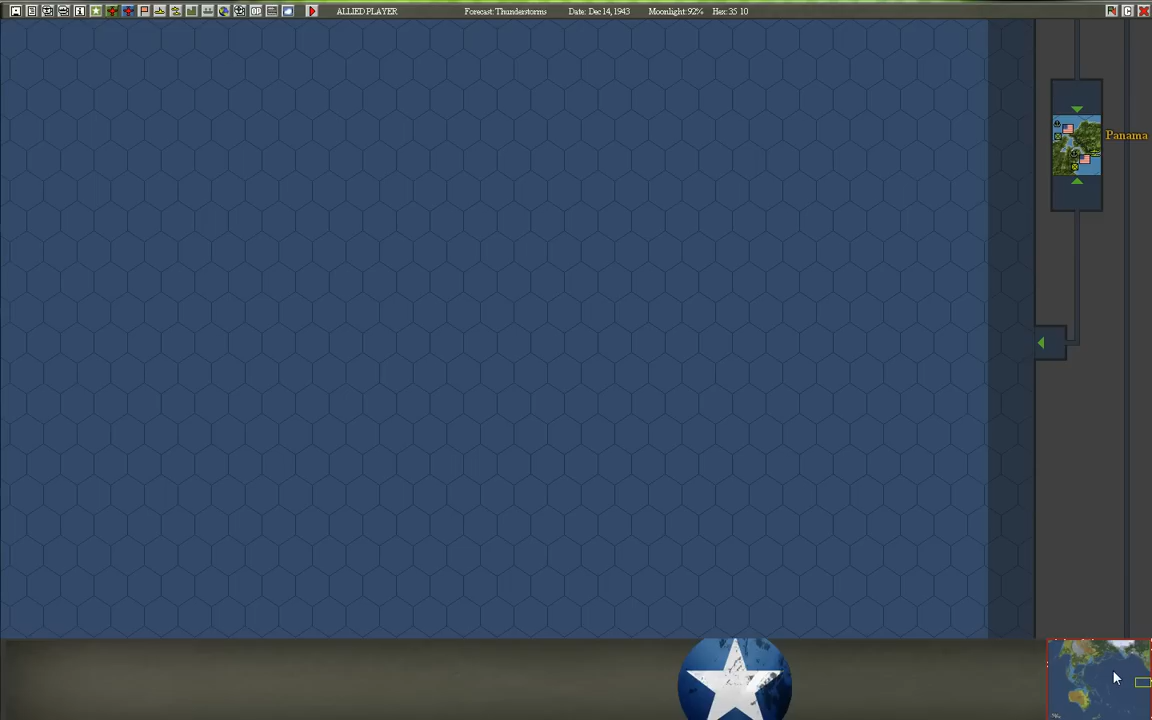 ALLIED PLAYER Forecast: Thunderstorms Date: Dec 14, 1943 Moonlight: 92% Hex: 35 10
Panama